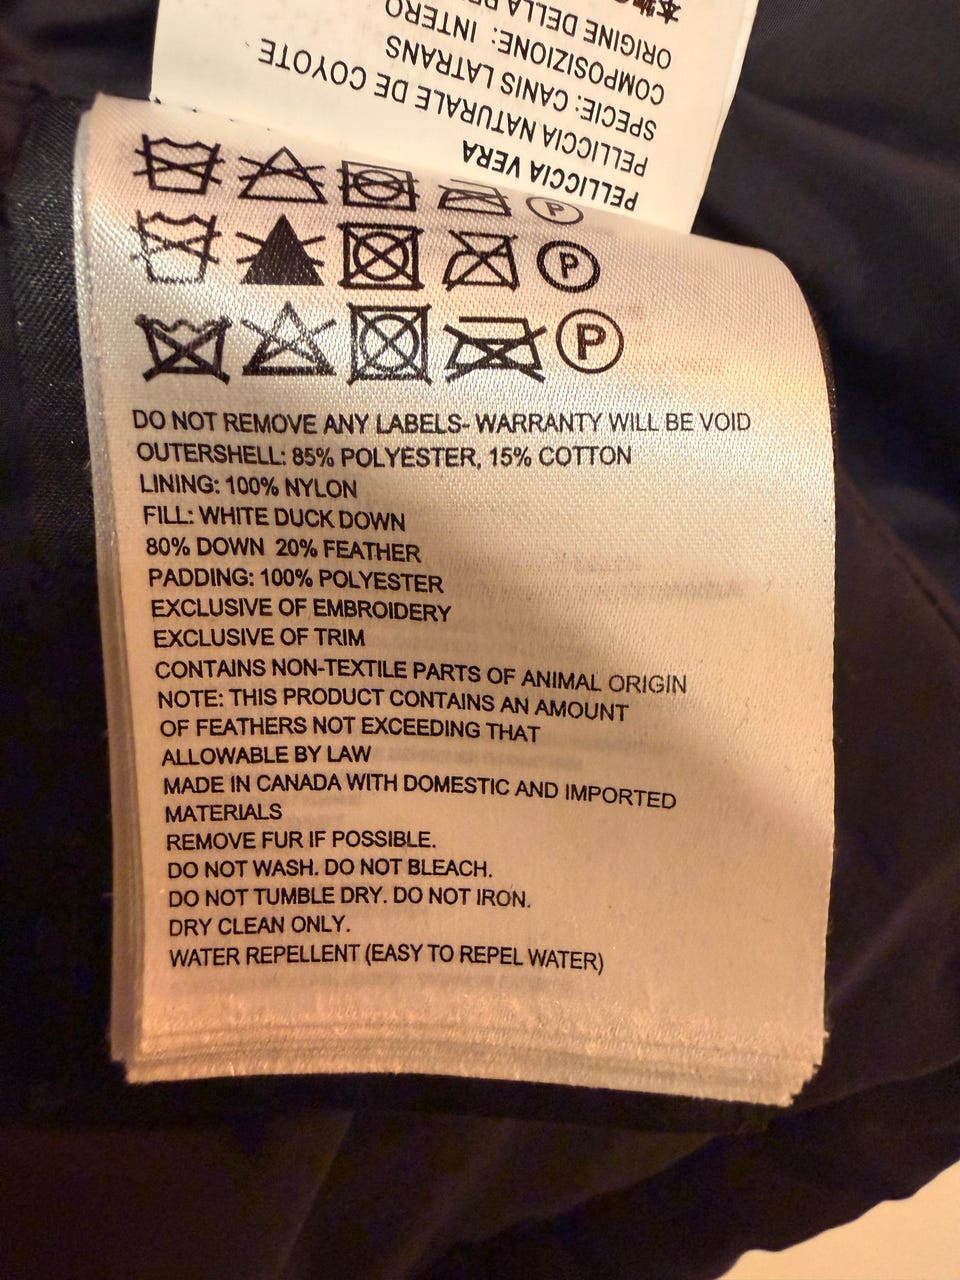 本物
ORIGINE DELLA
COMPOSIZIONE: INTERO
SPECIE: CANIS LATRANS
PELLICCIA NATURALE DE COYOTE
PELLICCIA VERA
P
P
P
DO NOT REMOVE ANY LABELS- WARRANTY WILL BE VOID
OUTERSHELL: 85% POLYESTER, 15% COTTON
LINING: 100% NYLON
FILL: WHITE DUCK DOWN
80% DOWN 20% FEATHER
PADDING: 100% POLYESTER
EXCLUSIVE OF EMBROIDERY
EXCLUSIVE OF TRIM
CONTAINS NON-TEXTILE PARTS OF ANIMAL ORIGIN
NOTE: THIS PRODUCT CONTAINS AN AMOUNT
OF FEATHERS NOT EXCEEDING THAT
ALLOWABLE BY LAW
MADE IN CANADA WITH DOMESTIC AND IMPORTED
MATERIALS
REMOVE FUR IF POSSIBLE.
DO NOT WASH. DO NOT BLEACH.
DO NOT TUMBLE DRY. DO NOT IRON.
DRY CLEAN ONLY.
WATER REPELLENT (EASY TO REPEL WATER)